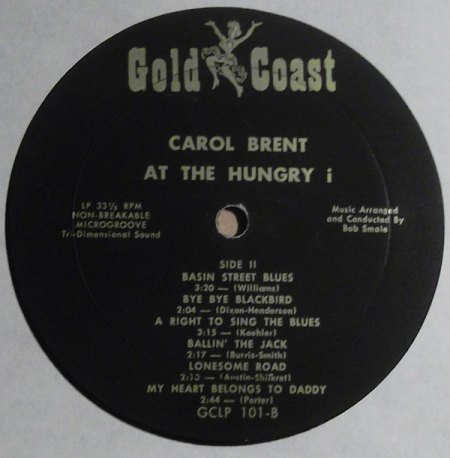 Gold Coast
CAROL BRENT
AT THE HUNGRY i
LP 33⅓ RPM
NON-BREAKABLE
MICROGROOVE
Tri-Dimensional Sound
Music Arranged
and Conducted By
Bob Smale
SIDE II
BASIN STREET BLUES
3:20 — (Williams)
BYE BYE BLACKBIRD
2:04 — (Dixon-Henderson)
A RIGHT TO SING THE BLUES
3:15 — (Koehler)
BALLIN' THE JACK
2:17 — (Burris-Smith)
LONESOME ROAD
— (Austin-Shilkret)
MY HEART BELONGS TO DADDY
2:44 — (Porter)
GCLP 101-B